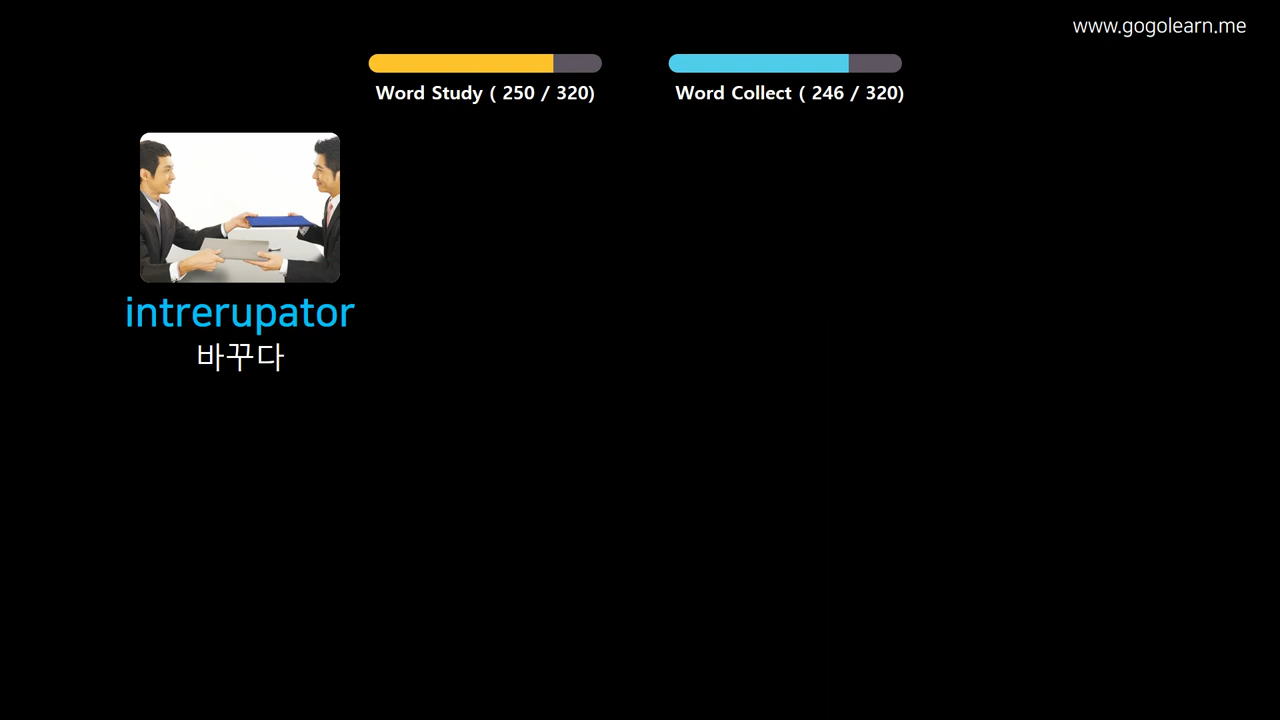 www.gogolearn.me
Word Study ( 250 / 320)
Word Collect ( 246 / 320)
intrerupator
바꾸다